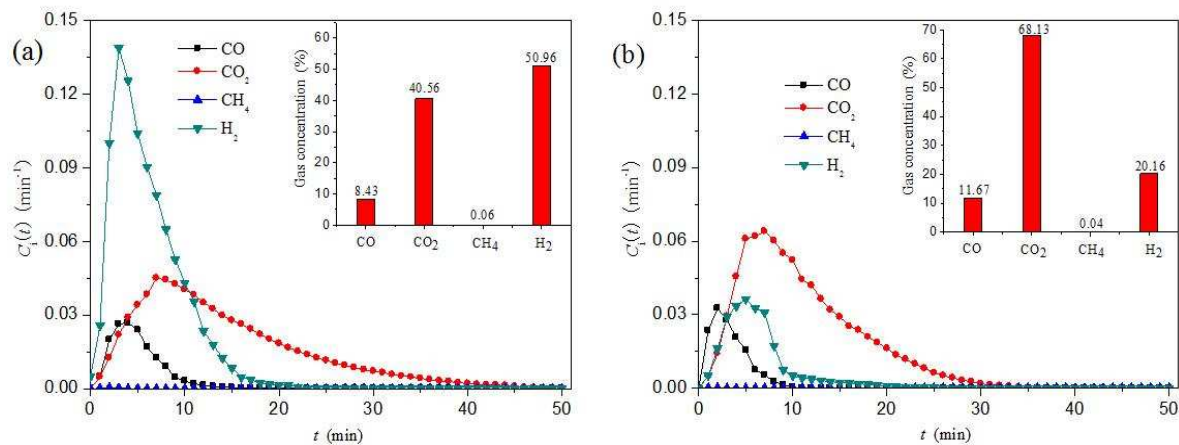 (a)
0.15
0.12
0.09
0.06
0.03
0.00
Cᵢ(t) (min⁻¹)
CO
CO₂
CH₄
H₂
0
10
20
30
40
50
t (min)
Gas concentration (%)
60
50
40
30
20
10
0
8.43
40.56
0.06
50.96
CO
CO₂
CH₄
H₂
(b)
0.15
0.12
0.09
0.06
0.03
0.00
Cᵢ(t) (min⁻¹)
CO
CO₂
CH₄
H₂
0
10
20
30
40
50
t (min)
Gas concentration (%)
70
60
50
40
30
20
10
0
11.67
68.13
0.04
20.16
CO
CO₂
CH₄
H₂